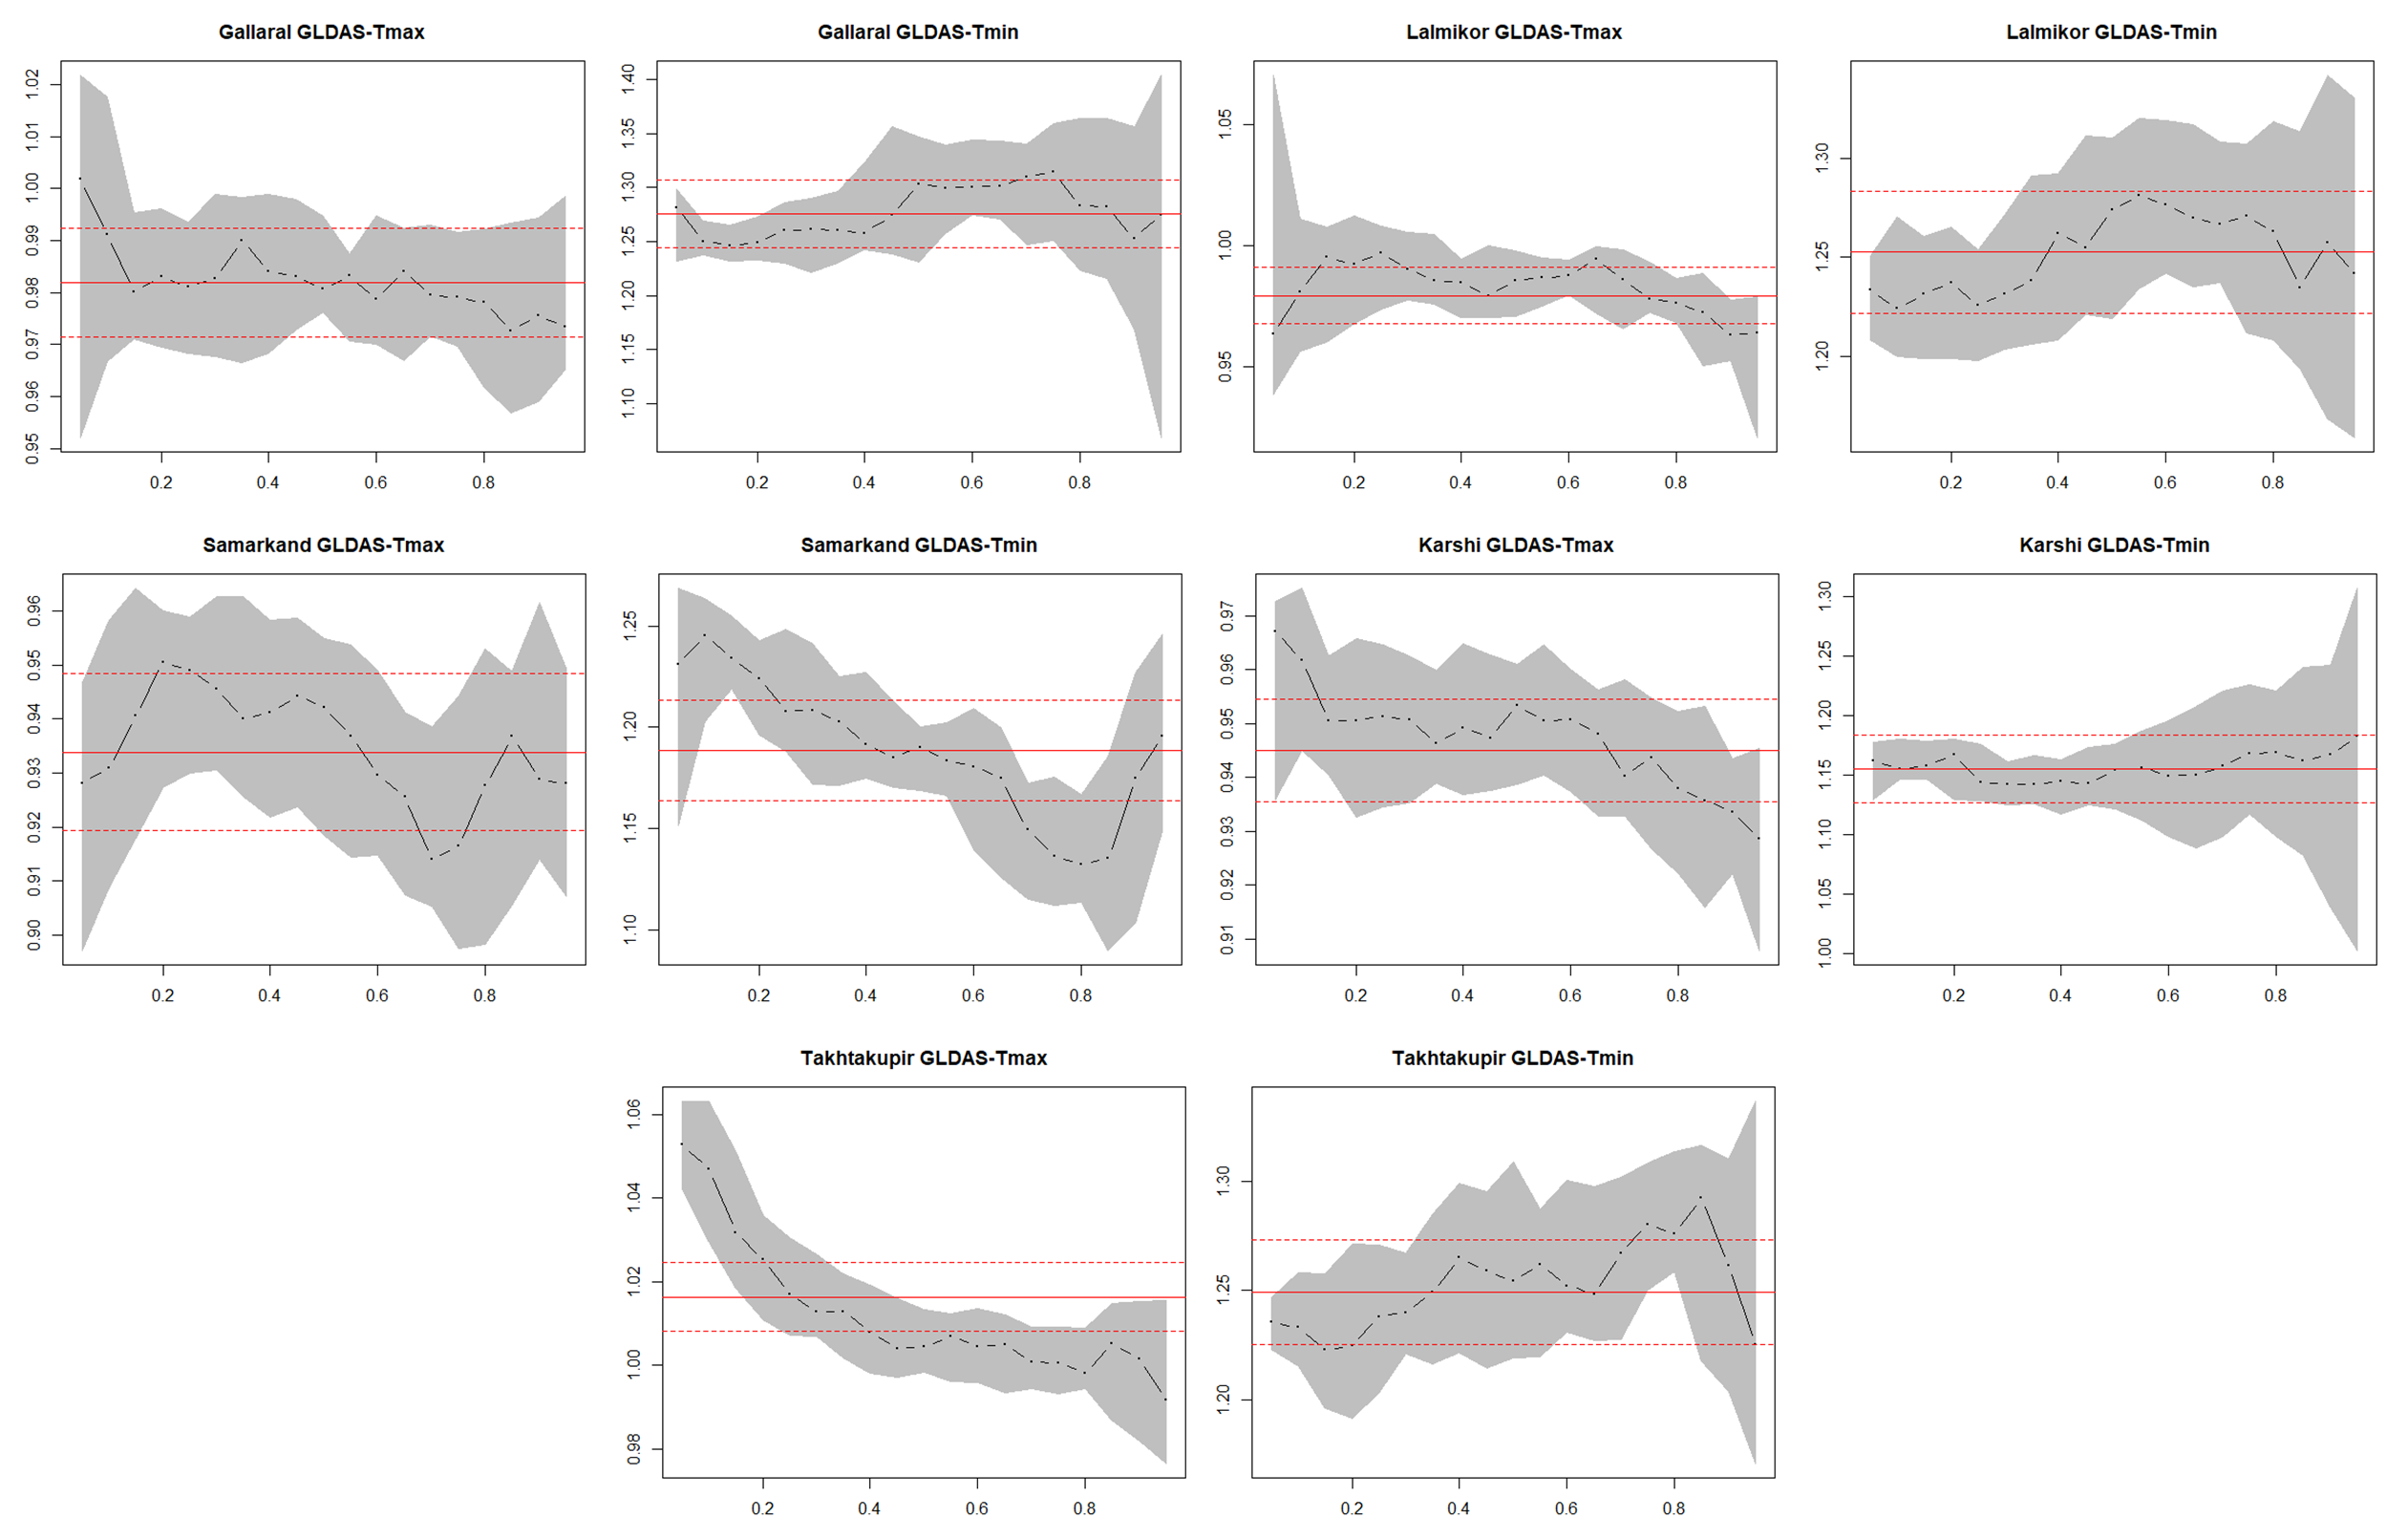 Gallaral GLDAS-Tmax
1.02
1.01
1.00
0.99
0.98
0.97
0.96
0.95
0.2 0.4 0.6 0.8
Gallaral GLDAS-Tmin
1.40
1.35
1.30
1.25
1.20
1.15
1.10
0.2 0.4 0.6 0.8
Lalmikor GLDAS-Tmax
1.05
1.00
0.95
0.2 0.4 0.6 0.8
Lalmikor GLDAS-Tmin
1.30
1.25
1.20
0.2 0.4 0.6 0.8
Samarkand GLDAS-Tmax
0.96
0.95
0.94
0.93
0.92
0.91
0.90
0.2 0.4 0.6 0.8
Samarkand GLDAS-Tmin
1.25
1.20
1.15
1.10
0.2 0.4 0.6 0.8
Karshi GLDAS-Tmax
0.97
0.96
0.95
0.94
0.93
0.92
0.91
0.2 0.4 0.6 0.8
Karshi GLDAS-Tmin
1.30
1.25
1.20
1.15
1.10
1.05
1.00
0.2 0.4 0.6 0.8
Takhtakupir GLDAS-Tmax
1.06
1.04
1.02
1.00
0.98
0.2 0.4 0.6 0.8
Takhtakupir GLDAS-Tmin
1.30
1.25
1.20
0.2 0.4 0.6 0.8